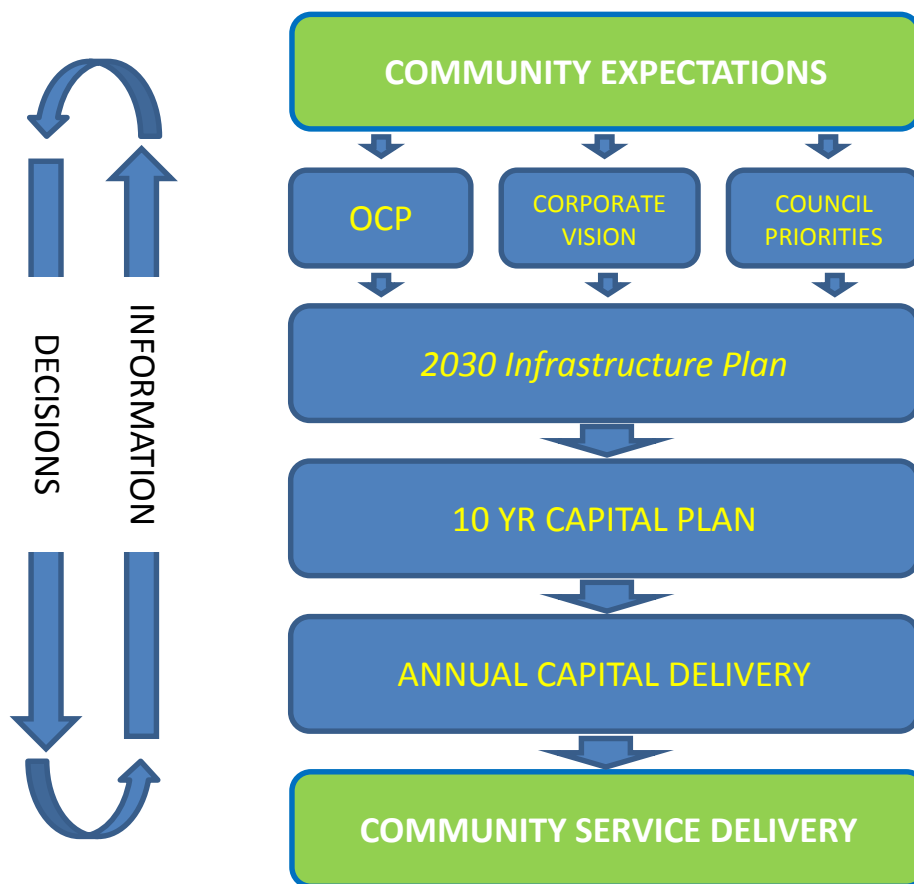 COMMUNITY EXPECTATIONS
OCP
CORPORATE
VISION
COUNCIL
PRIORITIES
2030 Infrastructure Plan
10 YR CAPITAL PLAN
ANNUAL CAPITAL DELIVERY
COMMUNITY SERVICE DELIVERY
DECISIONS
INFORMATION